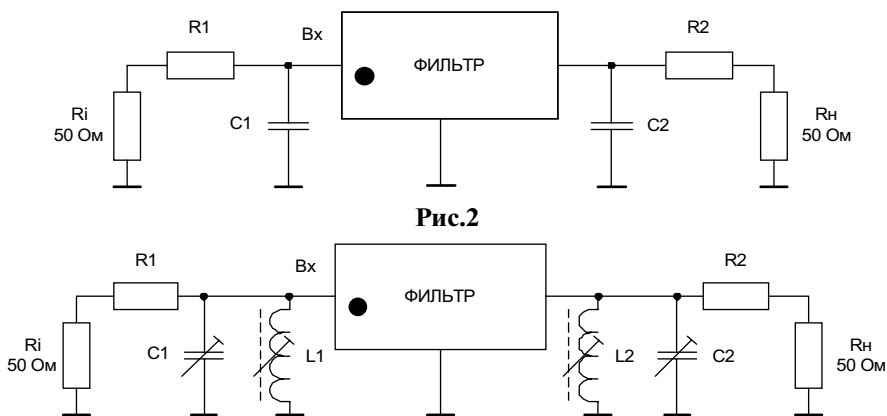 R1
Вх
ФИЛЬТР
R2
Ri
50 Ом
C1
C2
Rн
50 Ом
Рис.2
R1
Вх
ФИЛЬТР
R2
Ri
50 Ом
C1
L1
L2
C2
Rн
50 Ом